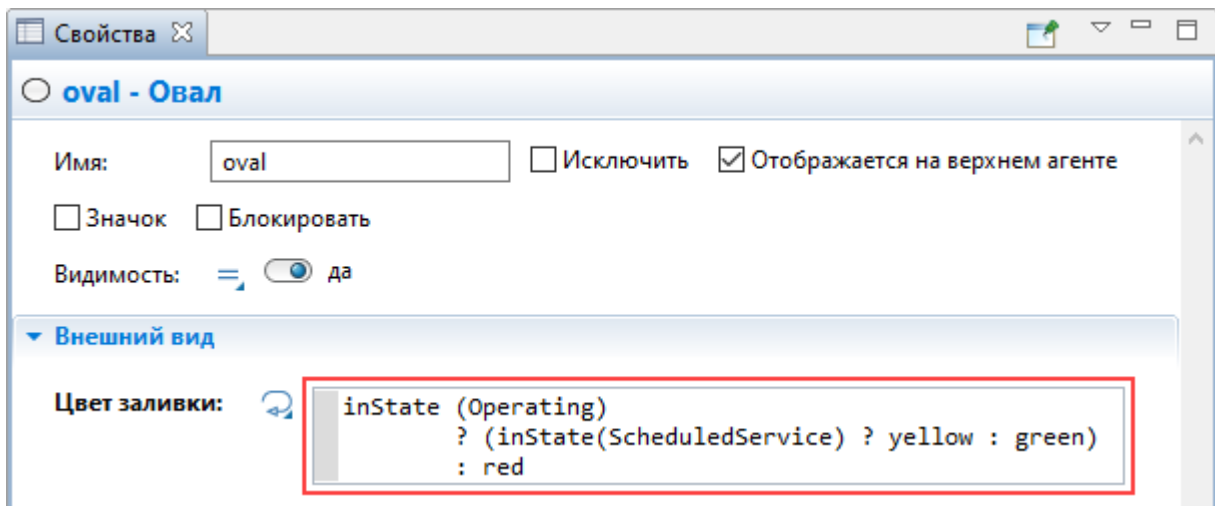 Свойства
oval - Овал
Имя: oval Исключить Отображается на верхнем агенте
Значок Блокировать
Видимость: = да
Внешний вид
Цвет заливки: inState (Operating)
? (inState(ScheduledService) ? yellow : green)
: red